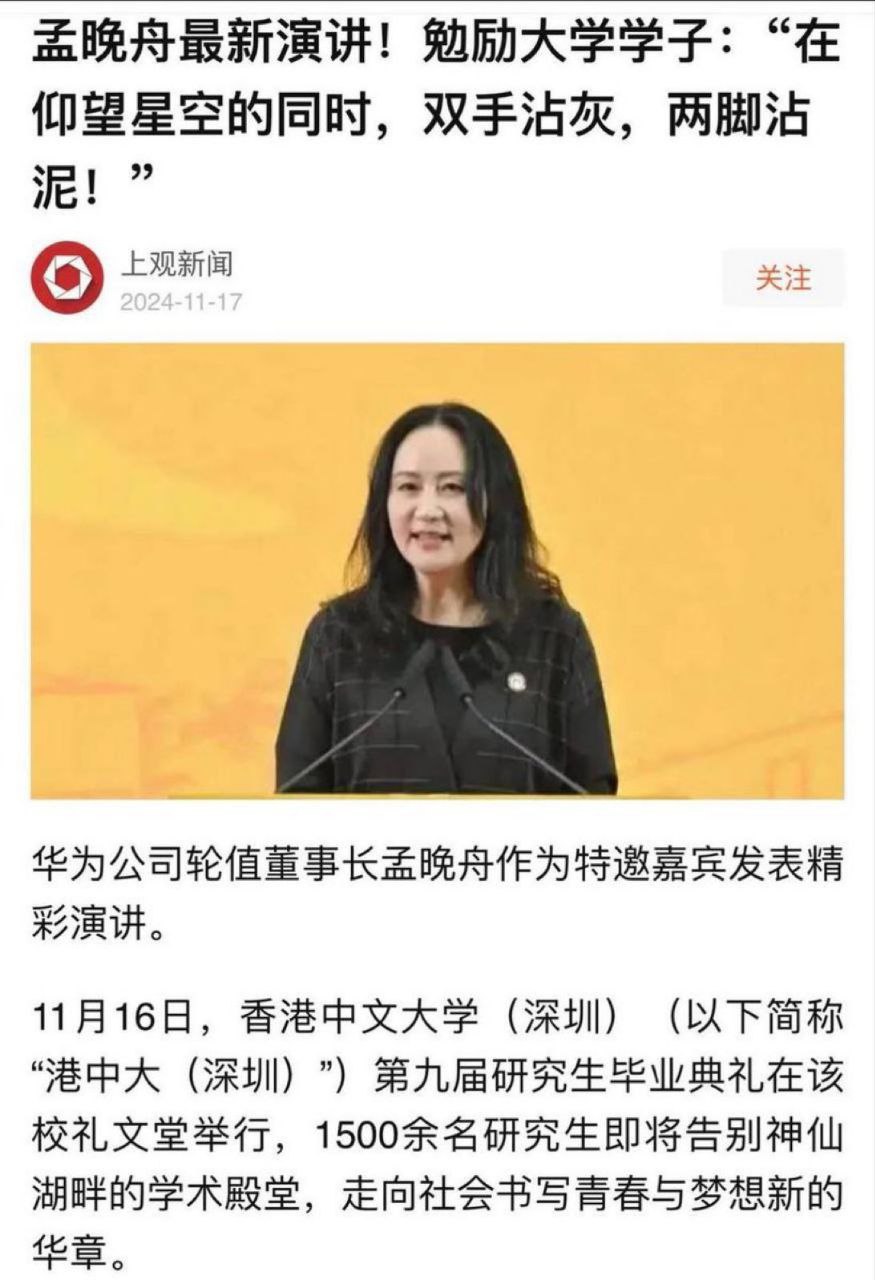 孟晚舟最新演讲！勉励大学学子：“在
仰望星空的同时，双手沾灰，两脚沾
泥！”
上观新闻
2024-11-17
关注
华为公司轮值董事长孟晚舟作为特邀嘉宾发表精
彩演讲。
11月16日，香港中文大学（深圳）（以下简称
“港中大（深圳）”）第九届研究生毕业典礼在该
校礼文堂举行，1500余名研究生即将告别神仙
湖畔的学术殿堂，走向社会书写青春与梦想新的
华章。